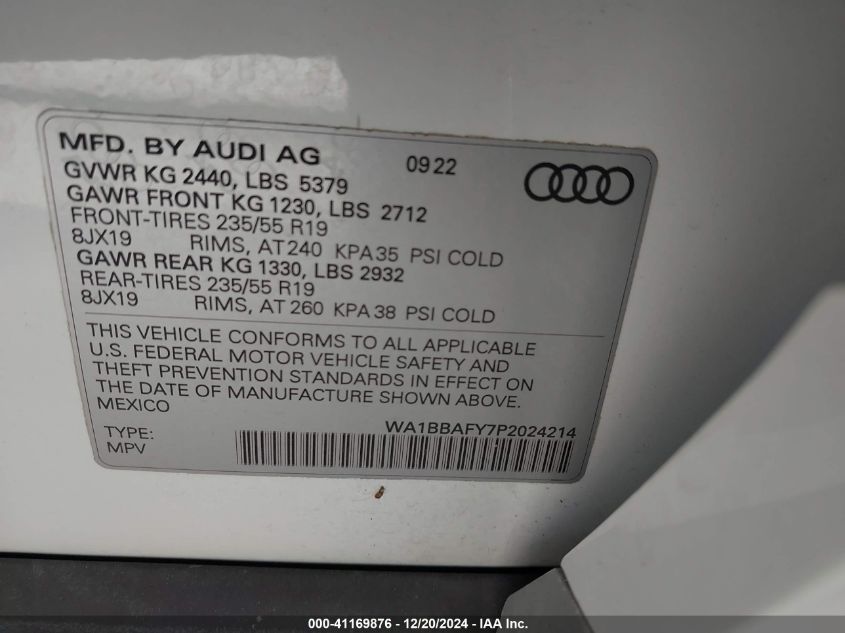 MFD. BY AUDI AG 09 22
GVWR KG 2440, LBS 5379
GAWR FRONT KG 1230, LBS 2712
FRONT-TIRES 235/55 R19
8JX19 RIMS, AT 240 KPA 35 PSI COLD
GAWR REAR KG 1330, LBS 2932
REAR-TIRES 235/55 R19
8JX19 RIMS, AT 260 KPA 38 PSI COLD
THIS VEHICLE CONFORMS TO ALL APPLICABLE
U.S. FEDERAL MOTOR VEHICLE SAFETY AND
THEFT PREVENTION STANDARDS IN EFFECT ON
THE DATE OF MANUFACTURE SHOWN ABOVE.
MEXICO
WA1BBAFY7P2024214
TYPE:
MPV
000-41169876 - 12/20/2024 - IAA Inc.